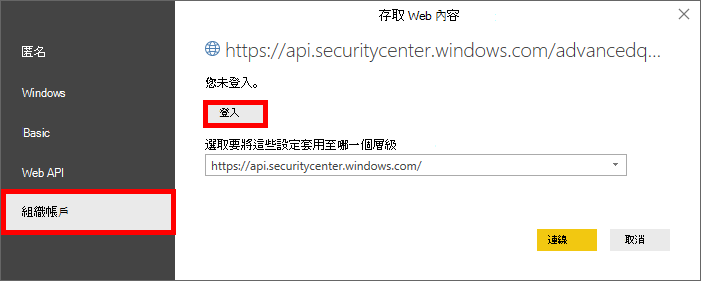 存取 Web 內容
匿名
Windows
Basic
Web API
組織帳戶
https://api.securitycenter.windows.com/advancedq...
您未登入。
登入
選取要將這些設定套用至哪一個層級
https://api.securitycenter.windows.com/
連線
取消